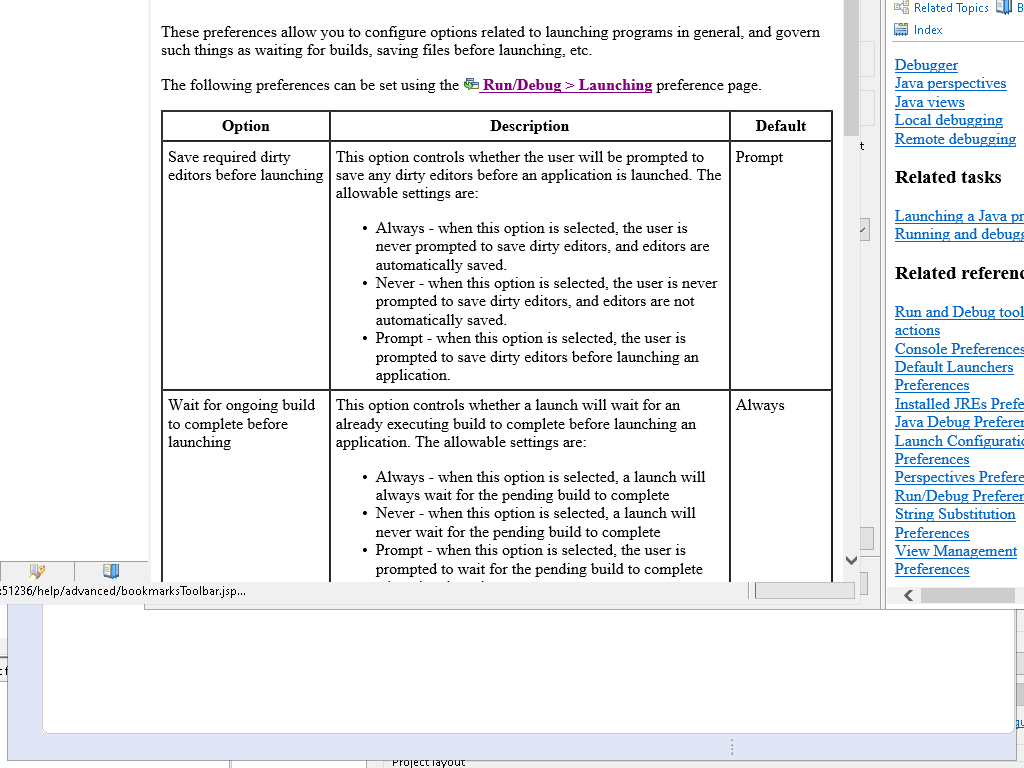 These preferences allow you to configure options related to launching programs in general, and govern
such things as waiting for builds, saving files before launching, etc.
The following preferences can be set using the Run/Debug > Launching preference page.
Option Description Default
Save required dirty
editors before launching
This option controls whether the user will be prompted to
save any dirty editors before an application is launched. The
allowable settings are:
• Always - when this option is selected, the user is
never prompted to save dirty editors, and editors are
automatically saved.
• Never - when this option is selected, the user is never
prompted to save dirty editors, and editors are not
automatically saved.
• Prompt - when this option is selected, the user is
prompted to save dirty editors before launching an
application.
Prompt
Wait for ongoing build
to complete before
launching
This option controls whether a launch will wait for an
already executing build to complete before launching an
application. The allowable settings are:
• Always - when this option is selected, a launch will
always wait for the pending build to complete
• Never - when this option is selected, a launch will
never wait for the pending build to complete
• Prompt - when this option is selected, the user is
prompted to wait for the pending build to complete
Always
Related Topics B
Index
Debugger
Java perspectives
Java views
Local debugging
Remote debugging
Related tasks
Launching a Java pr
Running and debugg
Related referenc
Run and Debug tool
actions
Console Preferences
Default Launchers
Preferences
Installed JREs Prefe
Java Debug Preferen
Launch Configuratio
Preferences
Perspectives Prefere
Run/Debug Preferen
String Substitution
Preferences
View Management
Preferences
:51236/help/advanced/bookmarksToolbar.jsp...
Project layout